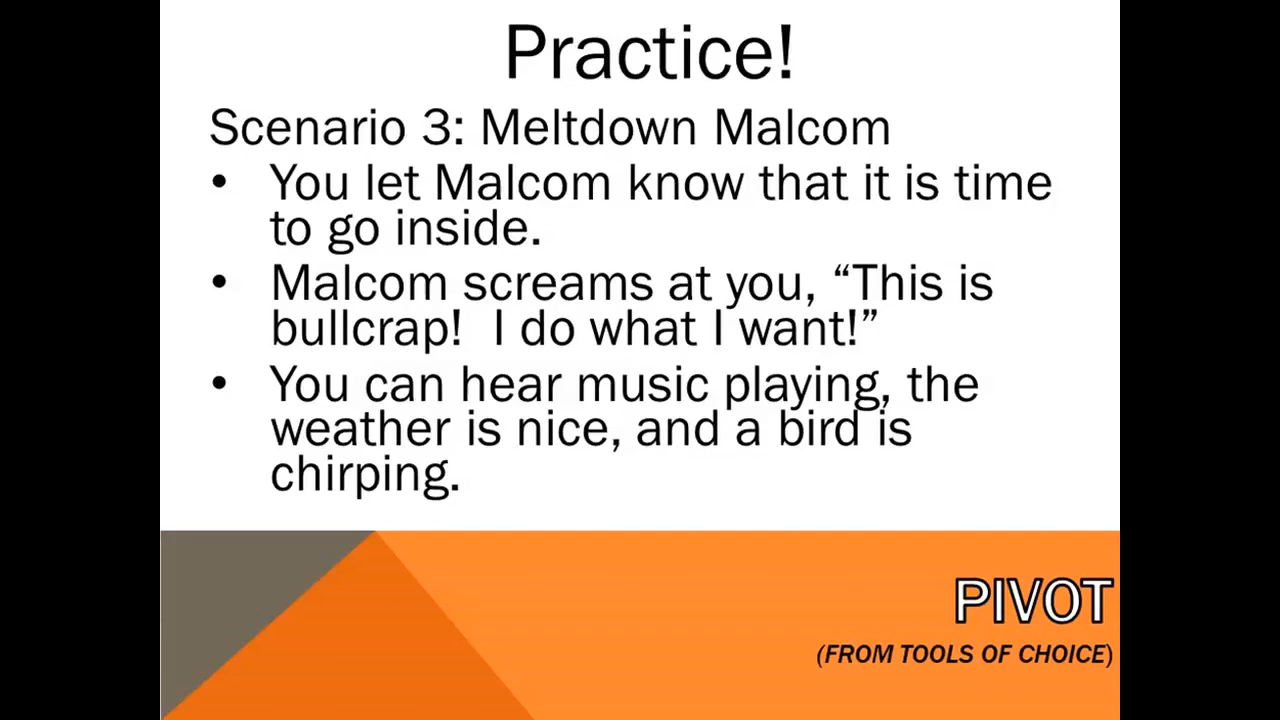 Practice!
Scenario 3: Meltdown Malcom
• You let Malcom know that it is time
to go inside.
• Malcom screams at you, “This is
bullcrap!  I do what I want!”
• You can hear music playing, the
weather is nice, and a bird is
chirping.
PIVOT
(FROM TOOLS OF CHOICE)